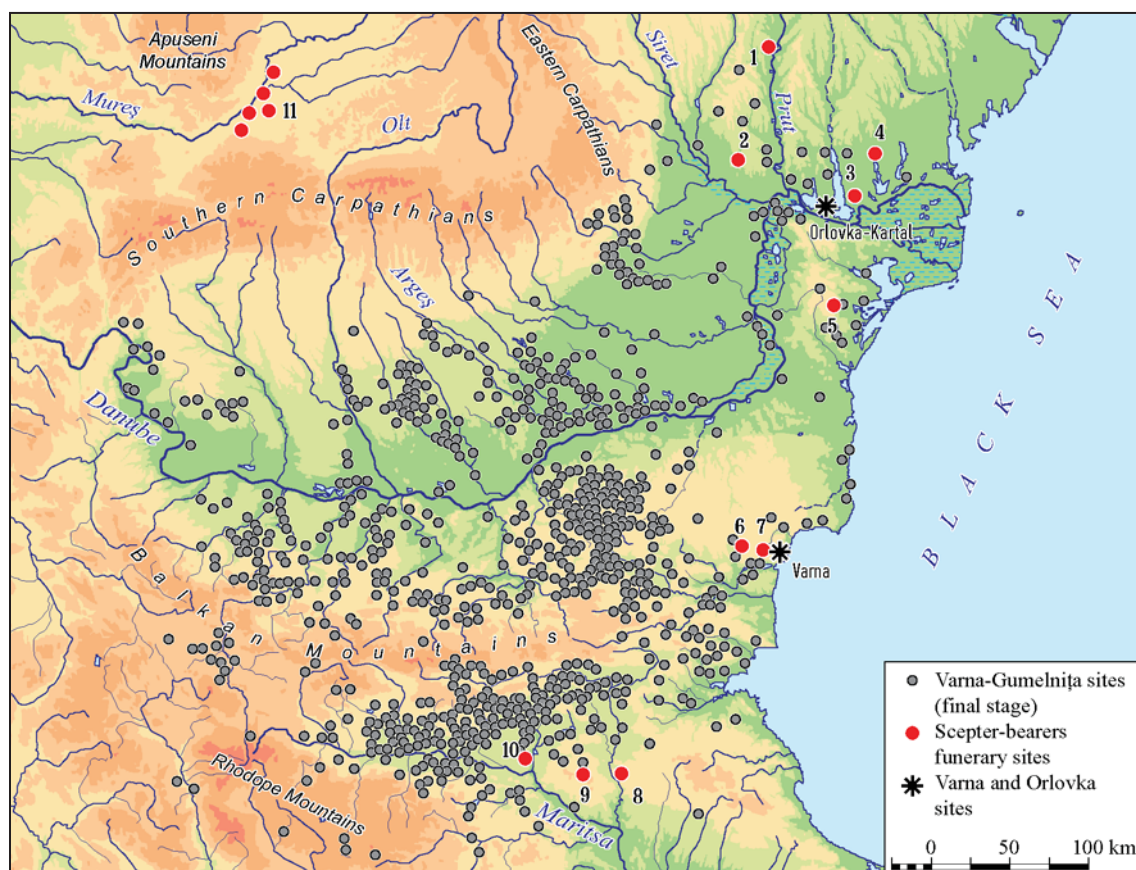 Apuseni
Mountains
Mureş
Olt
Eastern Carpathians
Siret
Prut
1
2
3
4
11
Southern Carpathians
Orlovka-Kartal
Argeş
5
Danube
BLACK SEA
6
7
Varna
Balkan Mountains
10
9
8
Rhodope Mountains
Maritsa
Varna-Gumelnița sites
(final stage)
Scepter-bearers
funerary sites
Varna and Orlovka
sites
0 50 100 km